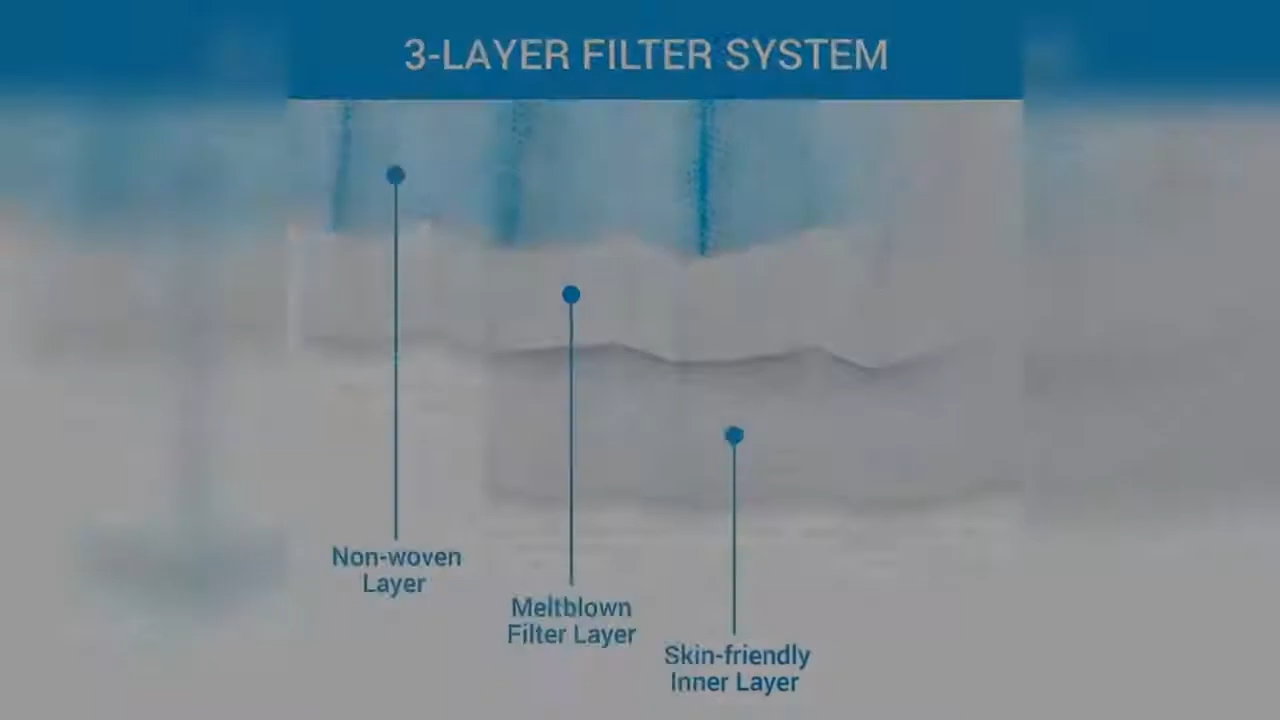 3-LAYER FILTER SYSTEM
Non-woven
Layer
Meltblown
Filter Layer
Skin-friendly
Inner Layer